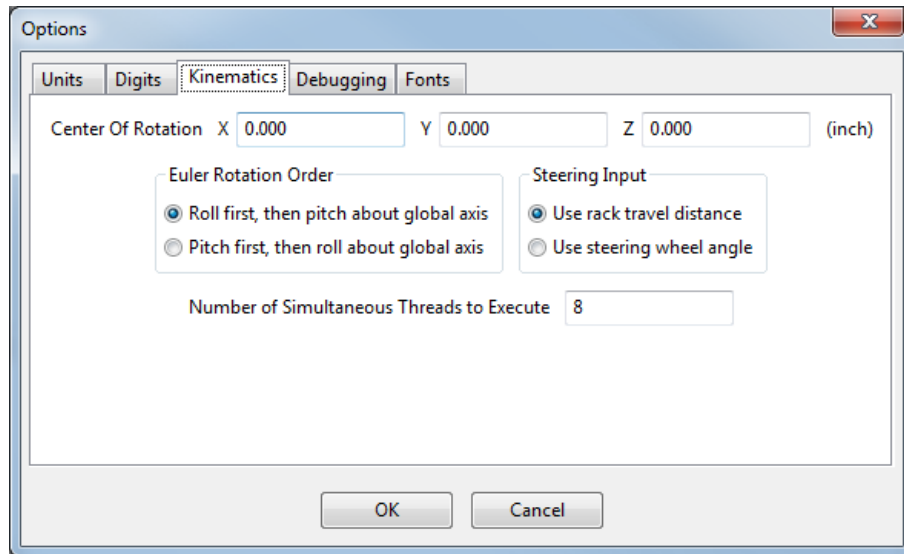 Options
Units Digits Kinematics Debugging Fonts
Center Of Rotation X 0.000 Y 0.000 Z 0.000 (inch)
Euler Rotation Order
Roll first, then pitch about global axis
Pitch first, then roll about global axis
Steering Input
Use rack travel distance
Use steering wheel angle
Number of Simultaneous Threads to Execute 8
OK Cancel